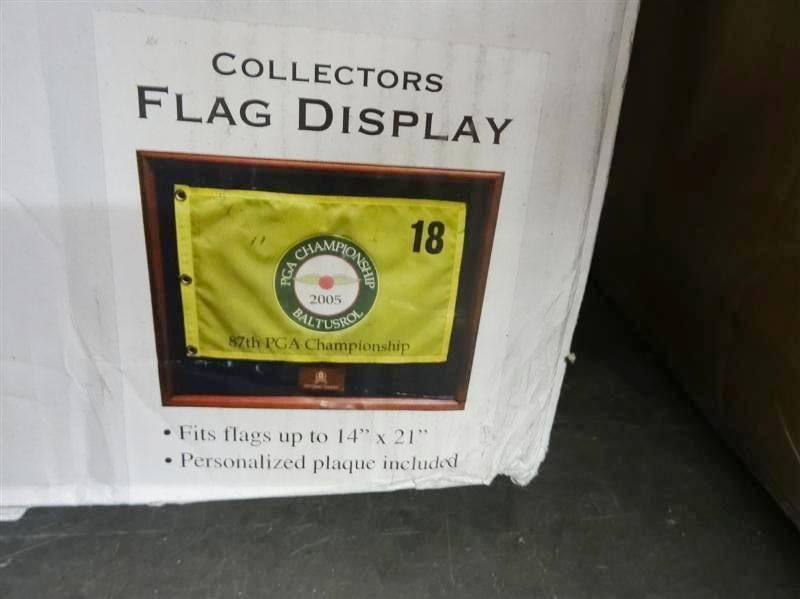 COLLECTORS
FLAG DISPLAY
18
PGA CHAMPIONSHIP
2005
BALTUSROL
87th PGA Championship
• Fits flags up to 14” x 21”
• Personalized plaque included